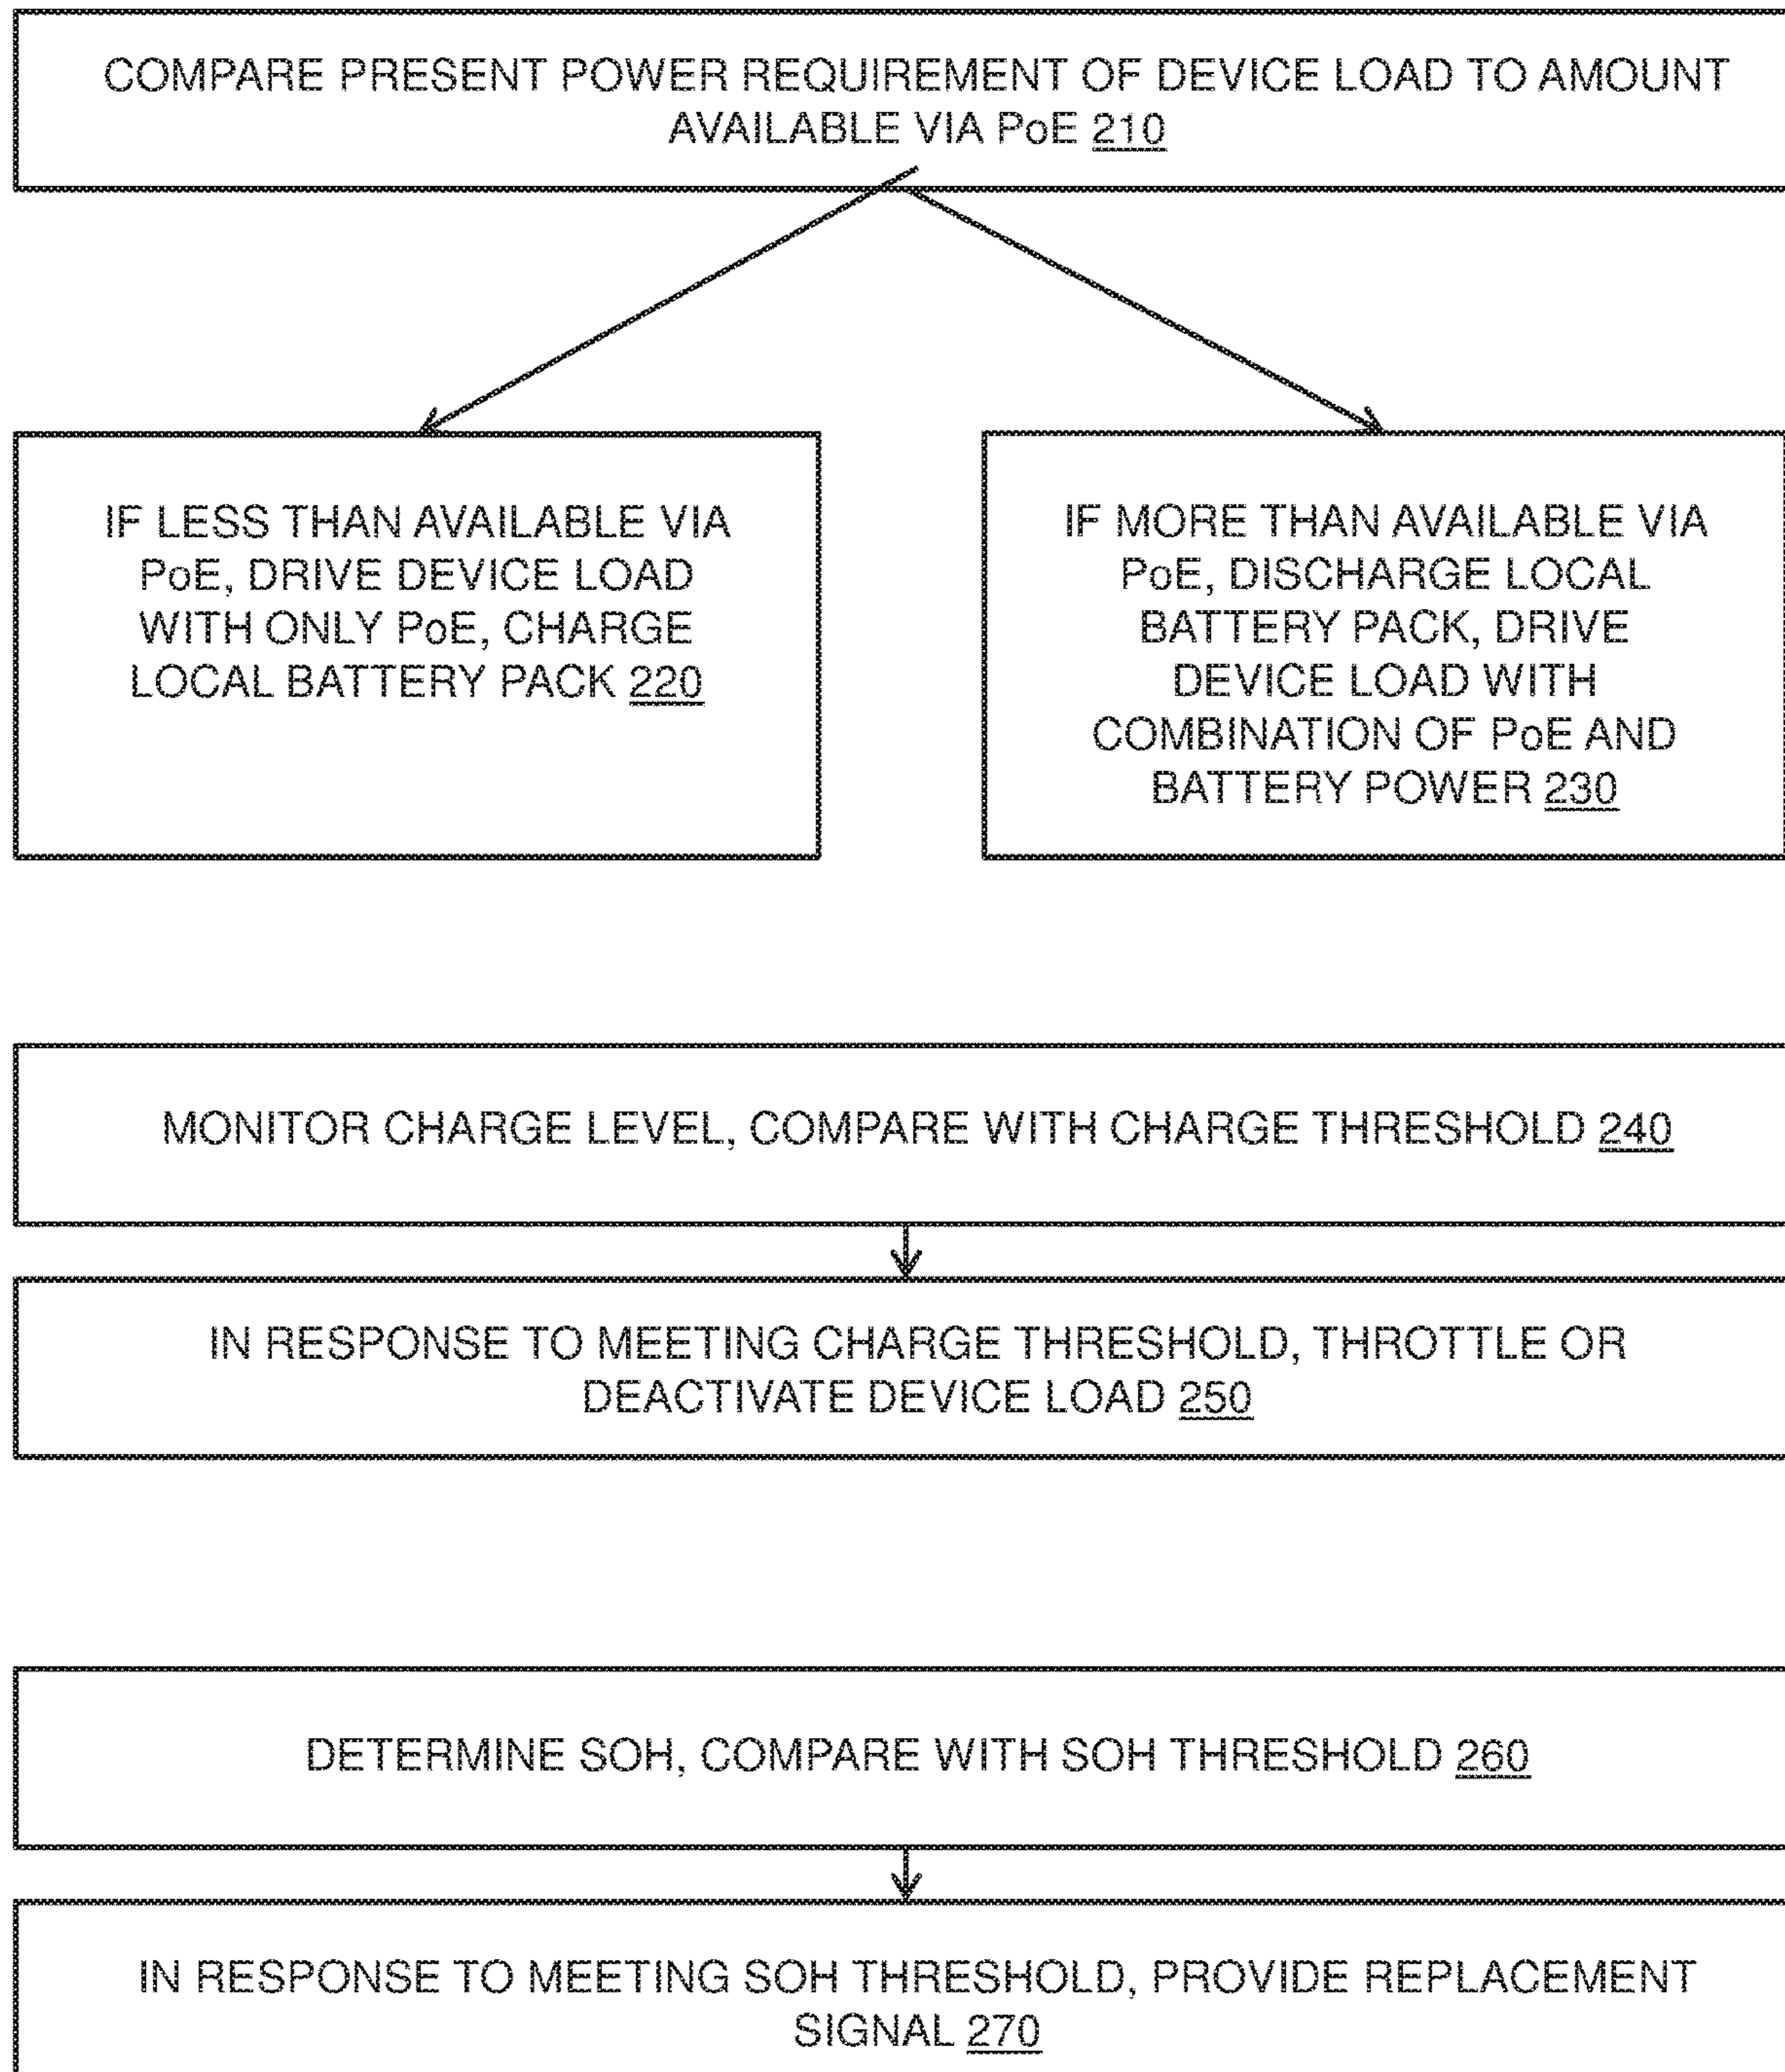 COMPARE PRESENT POWER REQUIREMENT OF DEVICE LOAD TO AMOUNT
AVAILABLE VIA PoE 210
IF LESS THAN AVAILABLE VIA
PoE, DRIVE DEVICE LOAD
WITH ONLY PoE, CHARGE
LOCAL BATTERY PACK 220
IF MORE THAN AVAILABLE VIA
PoE, DISCHARGE LOCAL
BATTERY PACK, DRIVE
DEVICE LOAD WITH
COMBINATION OF PoE AND
BATTERY POWER 230
MONITOR CHARGE LEVEL, COMPARE WITH CHARGE THRESHOLD 240
IN RESPONSE TO MEETING CHARGE THRESHOLD, THROTTLE OR
DEACTIVATE DEVICE LOAD 250
DETERMINE SOH, COMPARE WITH SOH THRESHOLD 260
IN RESPONSE TO MEETING SOH THRESHOLD, PROVIDE REPLACEMENT
SIGNAL 270